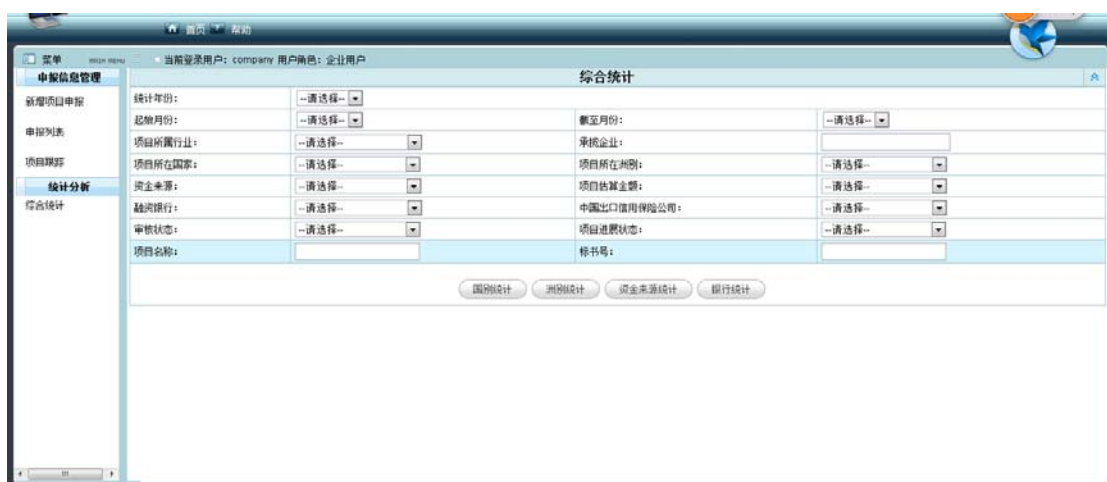 首页 帮助
菜单 main menu 当前登录用户: company 用户角色: 企业用户
申报信息管理
新增项目申报
申报列表
项目跟踪
统计分析
综合统计
综合统计
统计年份: --请选择--
起始月份: --请选择-- 截至月份: --请选择--
项目所属行业: --请选择-- 承揽企业:
项目所在国家: --请选择-- 项目所在洲别: --请选择--
资金来源: --请选择-- 项目估算金额: --请选择--
融资银行: --请选择-- 中国出口信用保险公司: --请选择--
审核状态: --请选择-- 项目进展状态: --请选择--
项目名称: 标书号:
国别统计 洲别统计 资金来源统计 银行统计